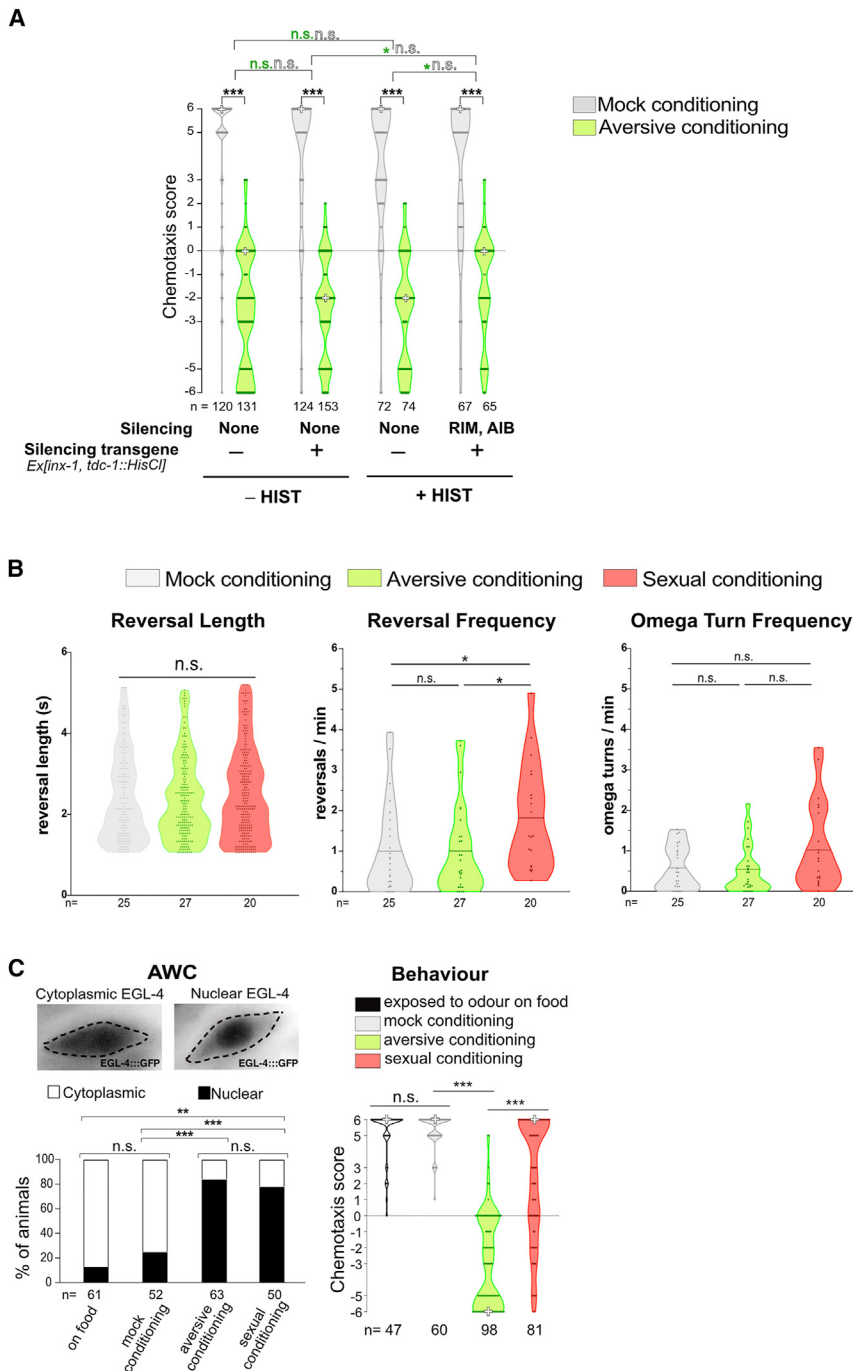 A
n.s.n.s.
*n.s.
n.s.n.s.
*n.s.
*** *** *** ***
Mock conditioning
Aversive conditioning
Chemotaxis score
6
5
3
2
1
0
-1
-2
-3
-5
-6
n = 120 131 124 153 72 74 67 65
Silencing None None None RIM, AIB
Silencing transgene – + – +
Ex[inx-1, tdc-1::HisCl]
– HIST + HIST
B
Mock conditioning Aversive conditioning Sexual conditioning
Reversal Length
n.s.
reversal length (s)
6
4
2
0
n= 25 27 20
Reversal Frequency
*
n.s. *
reversals / min
6
5
4
3
2
1
0
n= 25 27 20
Omega Turn Frequency
n.s.
n.s. n.s.
omega turns / min
6
5
4
3
2
1
0
n= 25 27 20
C
AWC
Cytoplasmic EGL-4 Nuclear EGL-4
EGL-4:::GFP EGL-4:::GFP
Cytoplasmic Nuclear
**
***
***
n.s. n.s.
% of animals
100
80
60
40
20
0
n= 61 52 63 50
on food
mock conditioning
aversive conditioning
sexual conditioning
Behaviour
exposed to odour on food
mock conditioning
aversive conditioning
sexual conditioning
n.s. *** ***
Chemotaxis score
6
5
3
2
1
0
-1
-2
-3
-5
-6
n= 47 60 98 81